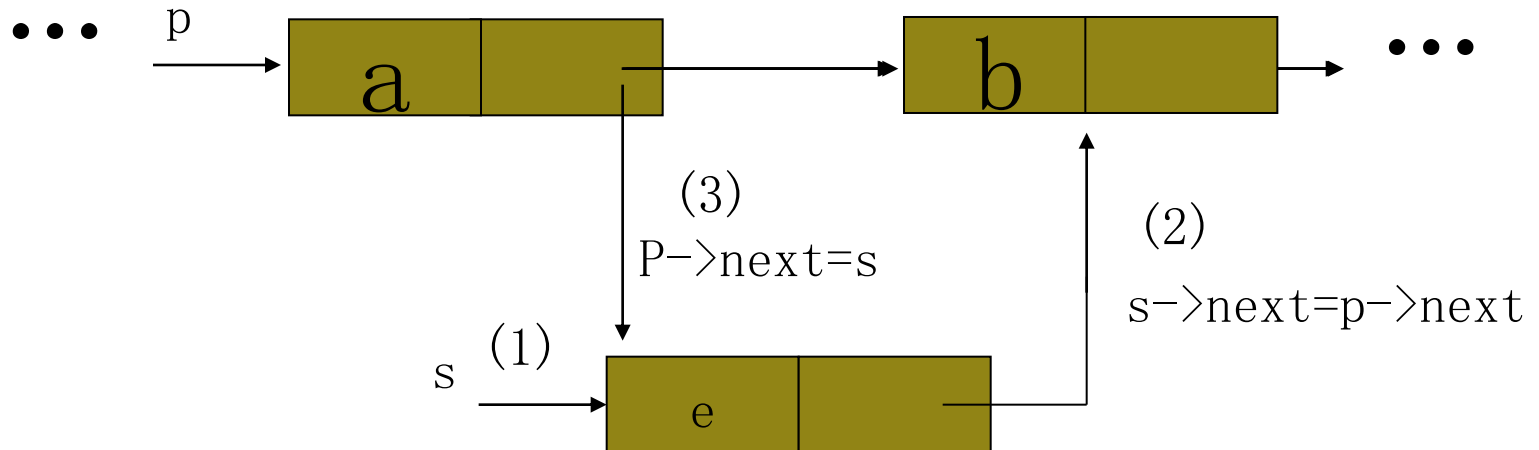 ••• p
a
b
•••
(3)
P->next=s
(2)
s->next=p->next
s (1)
e